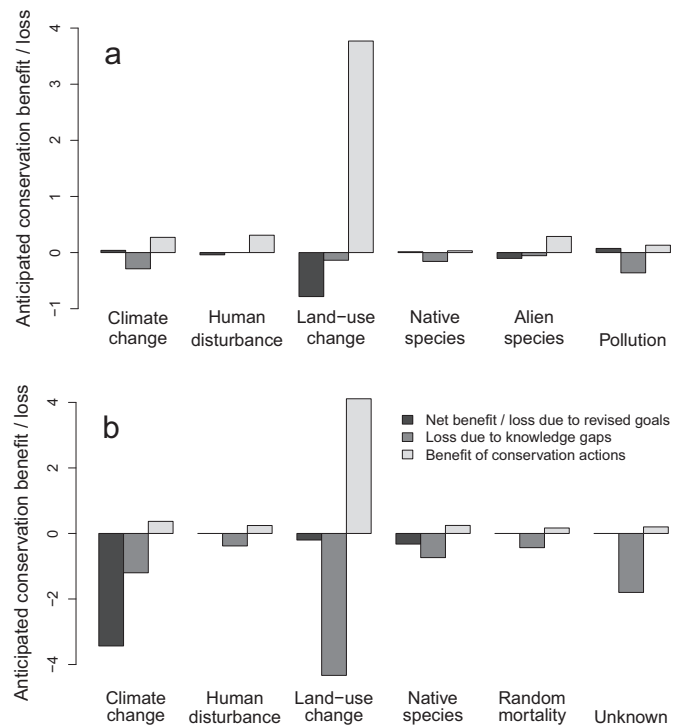 a
Anticipated conservation benefit / loss
4
3
2
1
0
−1
Climate change
Human disturbance
Land−use change
Native species
Alien species
Pollution
b
Anticipated conservation benefit / loss
4
2
0
−2
−4
Net benefit / loss due to revised goals
Loss due to knowledge gaps
Benefit of conservation actions
Climate change
Human disturbance
Land−use change
Native species
Random mortality
Unknown